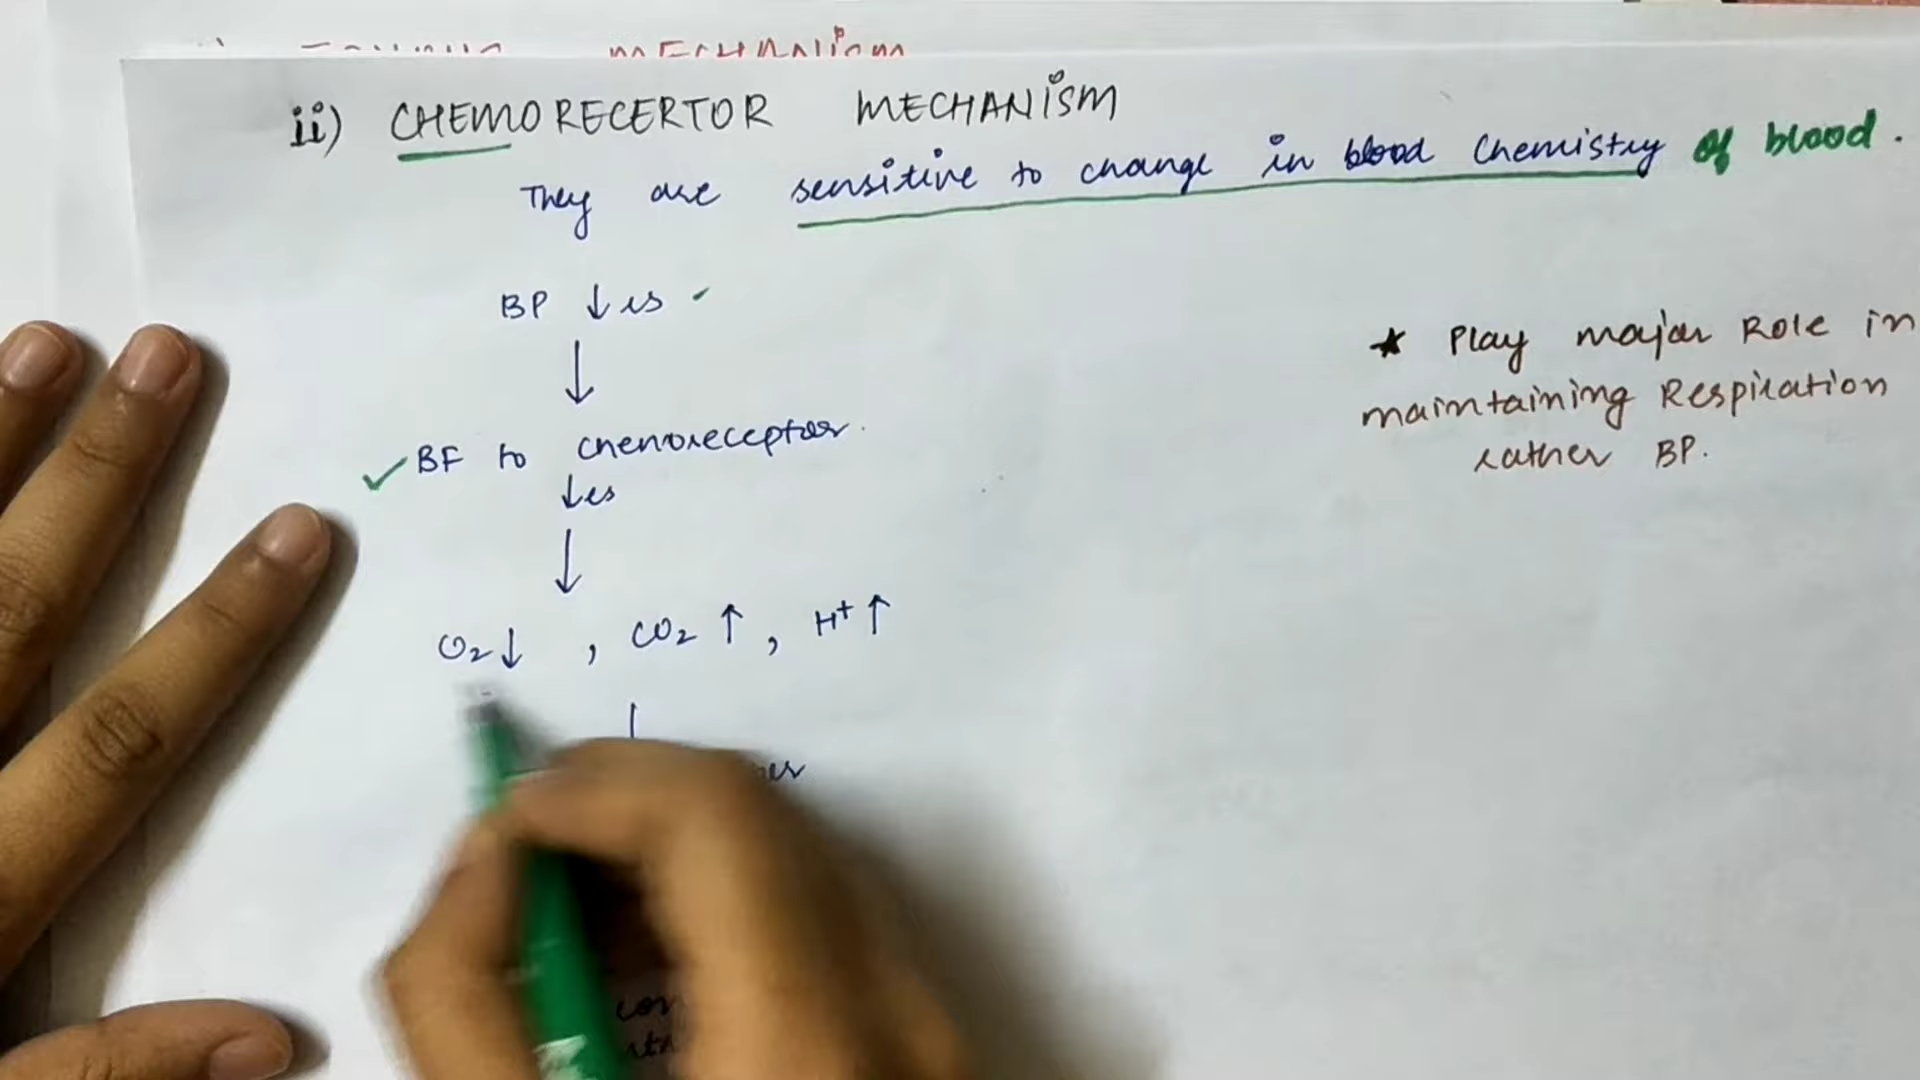 MECHANism
ii) CHEMORECERTOR MECHANiSM
They are sensitive to change in blood chemistry of blood.
BP ↓es
↓
★ Play major Role in
maintaining Respiration
rather BP.
BF to chemoreceptor.
↓es
↓
O2↓ , CO2 ↑ , H+ ↑